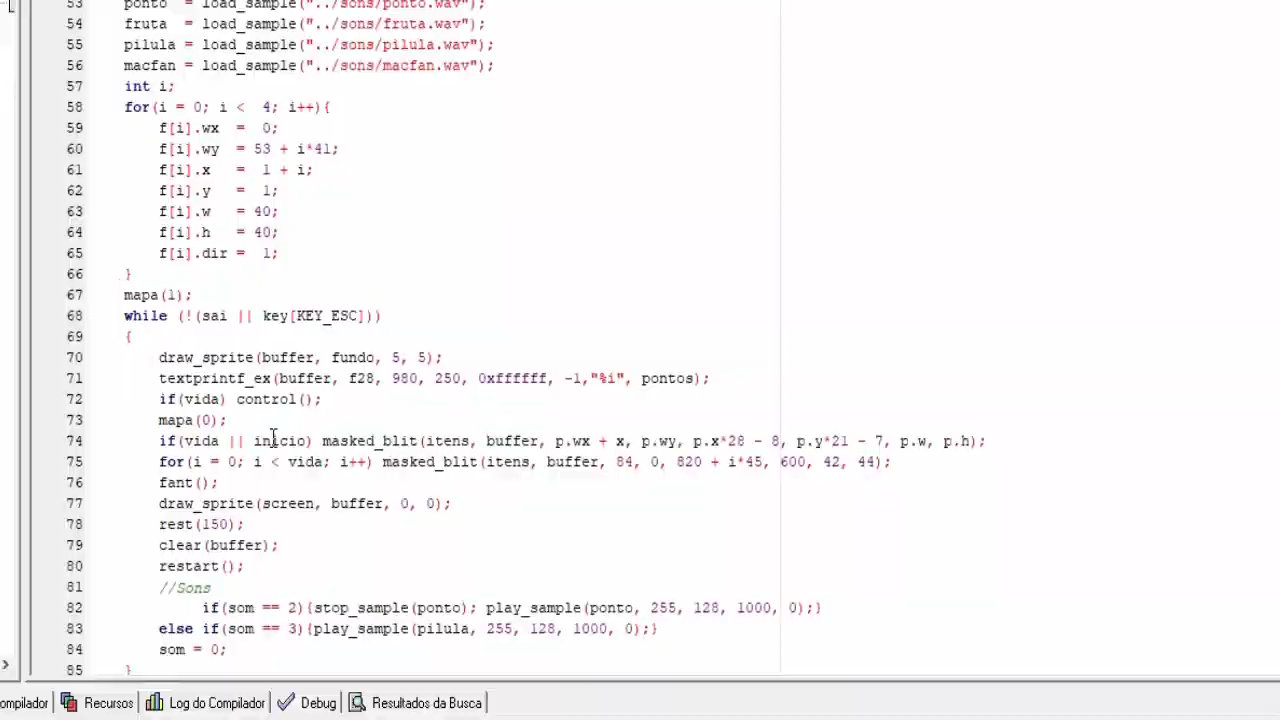 53 ponto = load_sample("../sons/ponto.wav");
54 fruta = load_sample("../sons/fruta.wav");
55 pilula = load_sample("../sons/pilula.wav");
56 macfan = load_sample("../sons/macfan.wav");
57 int i;
58 for(i = 0; i < 4; i++){
59 f[i].wx = 0;
60 f[i].wy = 53 + i*41;
61 f[i].x = 1 + i;
62 f[i].y = 1;
63 f[i].w = 40;
64 f[i].h = 40;
65 f[i].dir = 1;
66 }
67 mapa(1);
68 while (!(sai || key[KEY_ESC]))
69 {
70 draw_sprite(buffer, fundo, 5, 5);
71 textprintf_ex(buffer, f28, 980, 250, 0xffffff, -1,"%i", pontos);
72 if(vida) control();
73 mapa(0);
74 if(vida || inicio) masked_blit(itens, buffer, p.wx + x, p.wy, p.x*28 - 8, p.y*21 - 7, p.w, p.h);
75 for(i = 0; i < vida; i++) masked_blit(itens, buffer, 84, 0, 820 + i*45, 600, 42, 44);
76 fant();
77 draw_sprite(screen, buffer, 0, 0);
78 rest(150);
79 clear(buffer);
80 restart();
81 //Sons
82 if(som == 2){stop_sample(ponto); play_sample(ponto, 255, 128, 1000, 0);}
83 else if(som == 3){play_sample(pilula, 255, 128, 1000, 0);}
84 som = 0;
85 }
ompilador Recursos Log do Compilador Debug Resultados da Busca